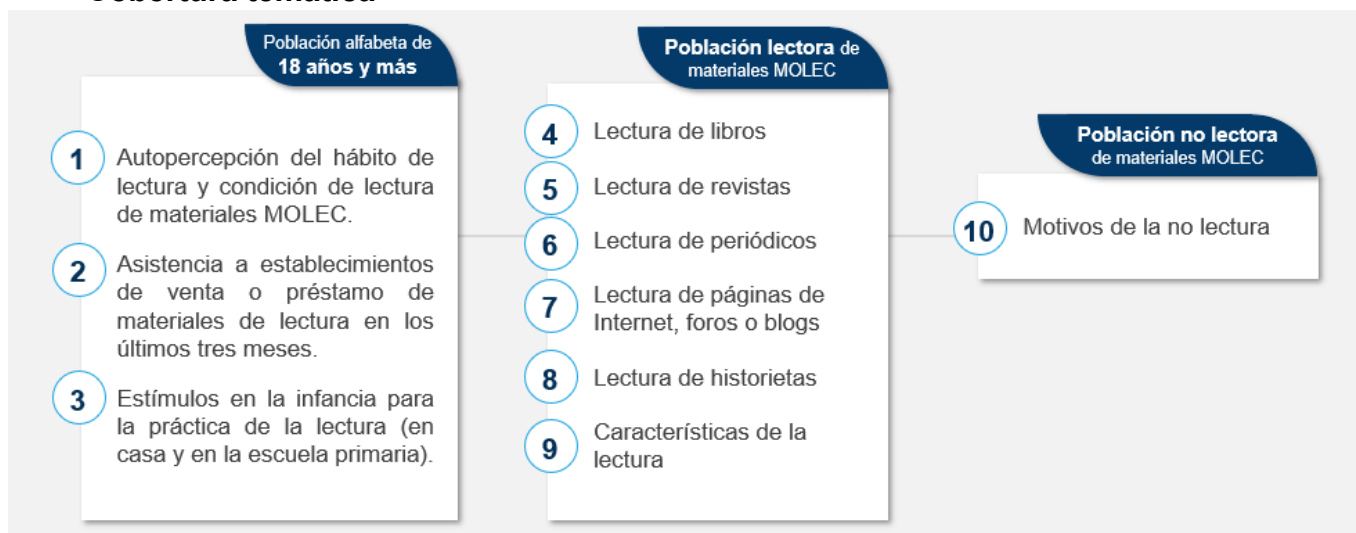 Cobertura temática
Población alfabeta de
18 años y más
1
Autopercepción del hábito de
lectura y condición de lectura
de materiales MOLEC.
2
Asistencia a establecimientos
de venta o préstamo de
materiales de lectura en los
últimos tres meses.
3
Estímulos en la infancia para
la práctica de la lectura (en
casa y en la escuela primaria).
Población lectora de
materiales MOLEC
4
Lectura de libros
5
Lectura de revistas
6
Lectura de periódicos
7
Lectura de páginas de
Internet, foros o blogs
8
Lectura de historietas
9
Características de la
lectura
Población no lectora
de materiales MOLEC
10
Motivos de la no lectura